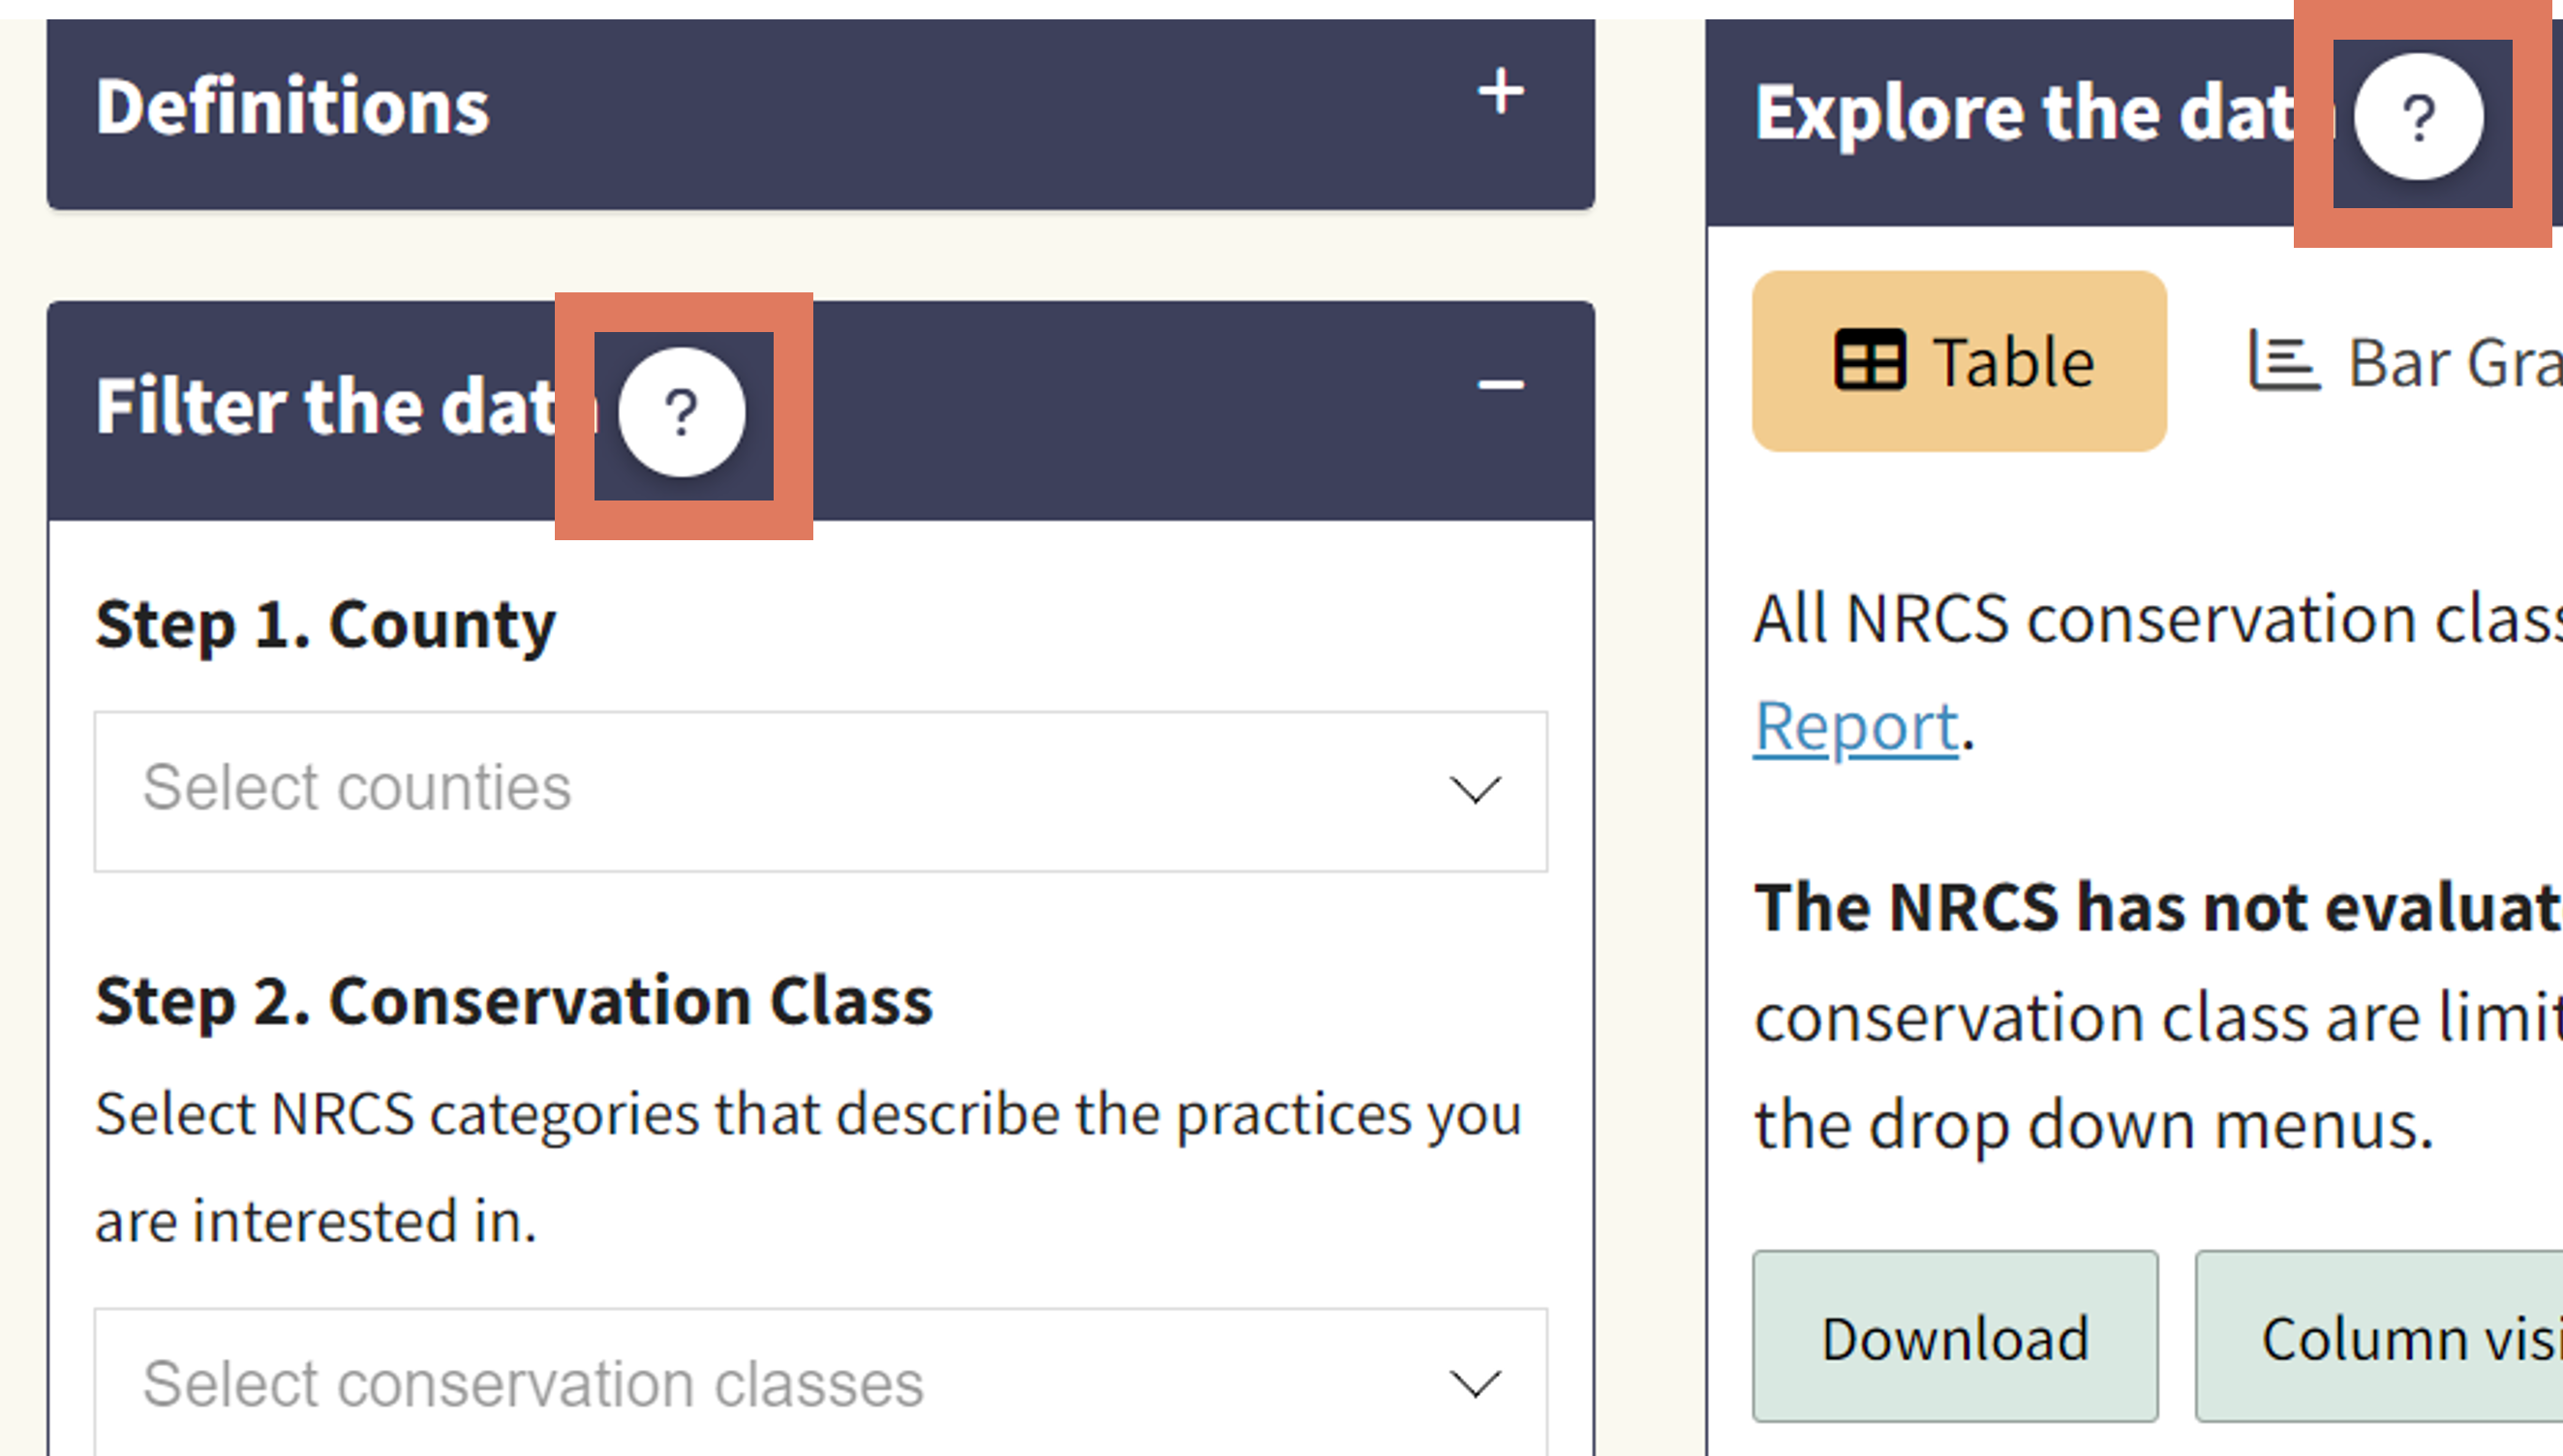 Definitions +
Filter the dat ? −
Step 1. County
Select counties
Step 2. Conservation Class
Select NRCS categories that describe the practices you
are interested in.
Select conservation classes
Explore the dat ?
Table Bar Gra
All NRCS conservation class
Report.
The NRCS has not evaluat
conservation class are limit
the drop down menus.
Download Column visi